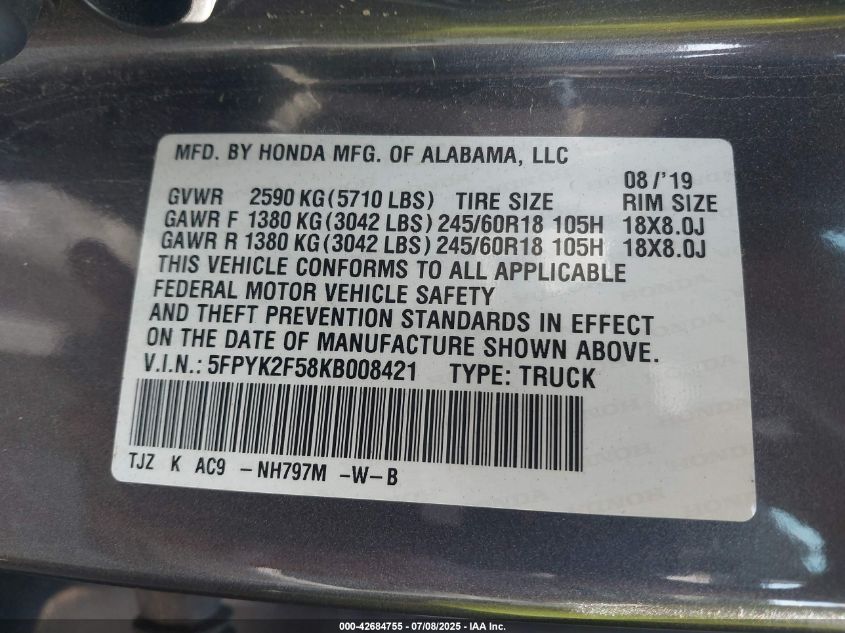 MFD. BY HONDA MFG. OF ALABAMA, LLC
08/'19
GVWR 2590 KG (5710 LBS) TIRE SIZE RIM SIZE
GAWR F 1380 KG (3042 LBS) 245/60R18 105H 18X8.0J
GAWR R 1380 KG (3042 LBS) 245/60R18 105H 18X8.0J
THIS VEHICLE CONFORMS TO ALL APPLICABLE
FEDERAL MOTOR VEHICLE SAFETY
AND THEFT PREVENTION STANDARDS IN EFFECT
ON THE DATE OF MANUFACTURE SHOWN ABOVE.
V.I.N.: 5FPYK2F58KB008421 TYPE: TRUCK
TJZ K AC9 -NH797M -W-B
000-42684755 - 07/08/2025 - IAA Inc.